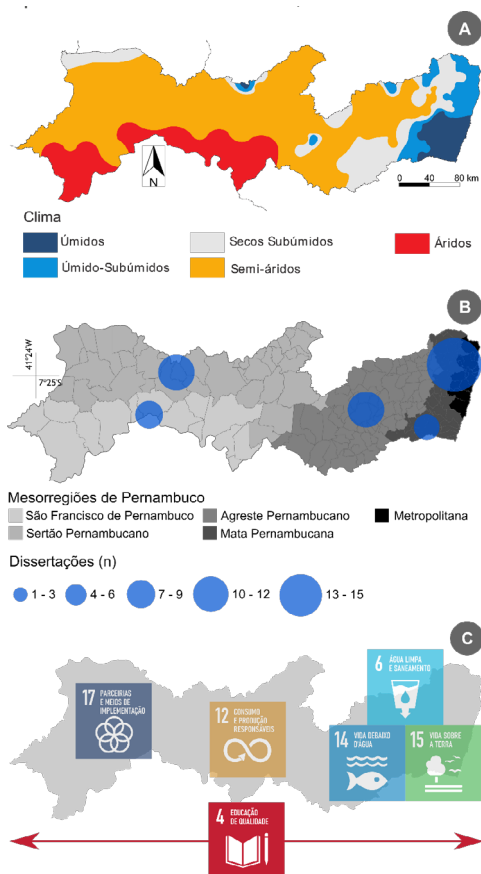 A
N
0 40 80 km
Clima
Úmidos
Secos Subúmidos
Áridos
Úmido-Subúmidos
Semi-áridos
B
41°24'W
7°25'S
Mesorregiões de Pernambuco
São Francisco de Pernambuco
Agreste Pernambucano
Metropolitana
Sertão Pernambucano
Mata Pernambucana
Dissertações (n)
1 - 3
4 - 6
7 - 9
10 - 12
13 - 15
C
6 ÁGUA LIMPA
E SANEAMENTO
17 PARCERIAS
E MEIOS DE
IMPLEMENTAÇÃO
12 CONSUMO
E PRODUÇÃO
RESPONSÁVEIS
14 VIDA DEBAIXO
D'ÁGUA
15 VIDA SOBRE
A TERRA
4 EDUCAÇÃO
DE QUALIDADE